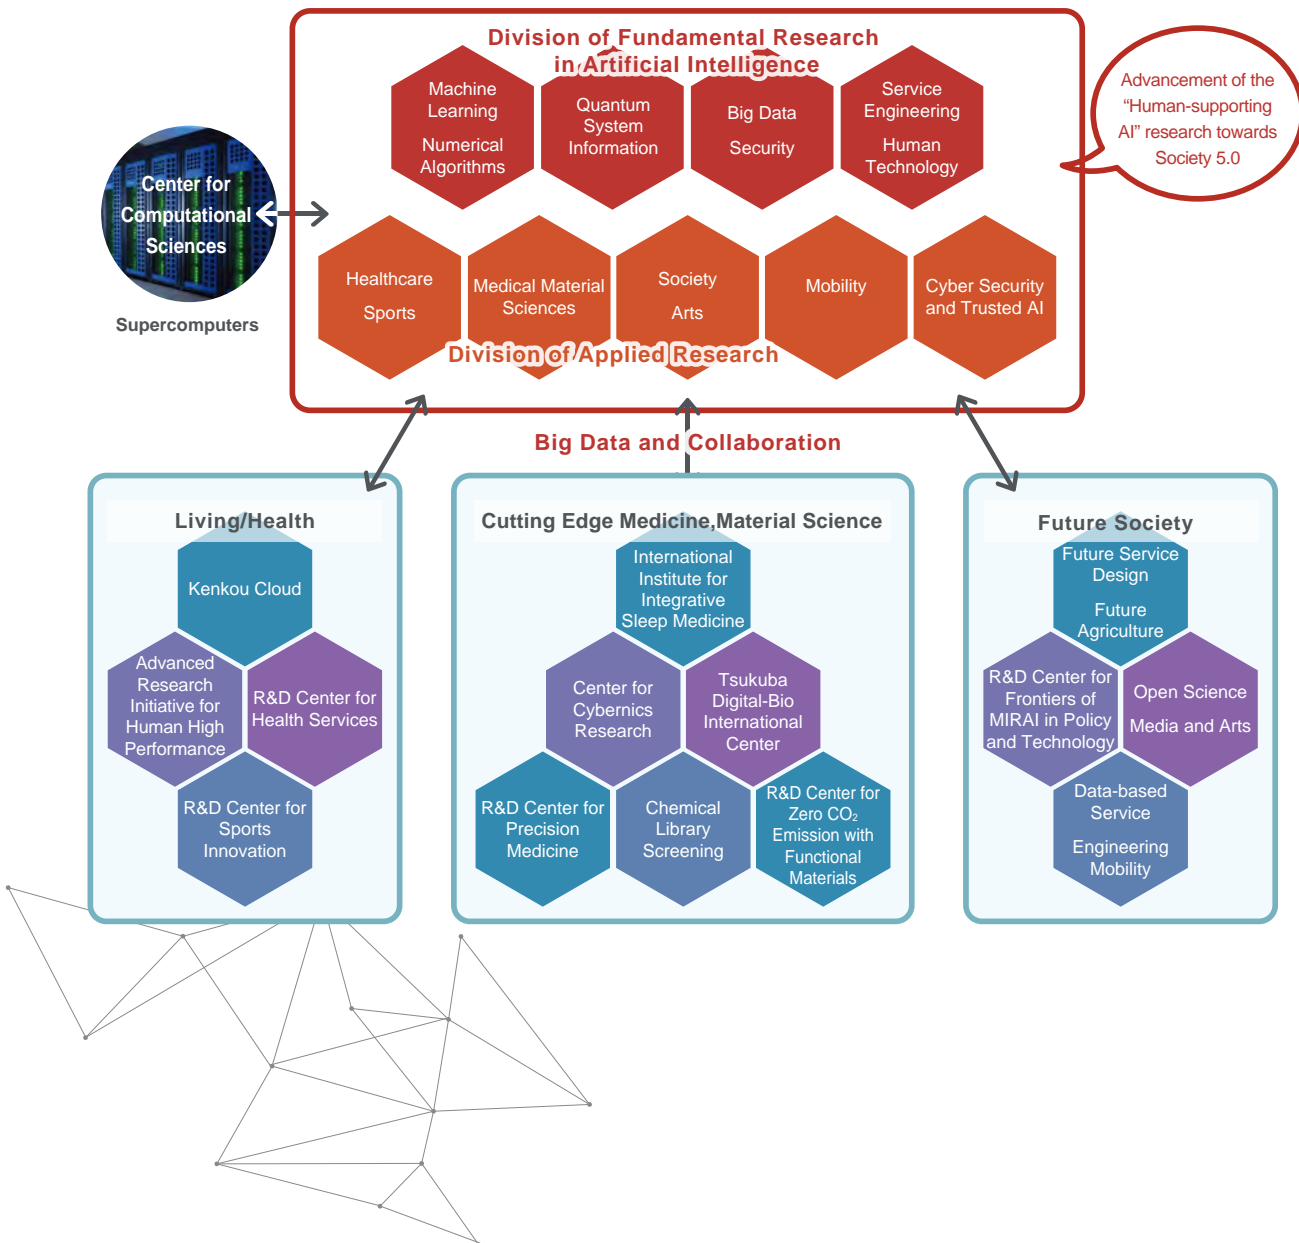 Division of Fundamental Research
in Artificial Intelligence
Machine
Learning
Numerical
Algorithms
Quantum
System
Information
Big Data
Security
Service
Engineering
Human
Technology
Advancement of the
“Human-supporting
AI” research towards
Society 5.0
Center for
Computational
Sciences
Supercomputers
Healthcare
Sports
Medical Material
Sciences
Society
Arts
Mobility
Cyber Security
and Trusted AI
Division of Applied Research
Big Data and Collaboration
Living/Health
Kenkou Cloud
Advanced
Research
Initiative for
Human High
Performance
R&D Center for
Health Services
R&D Center for
Sports
Innovation
Cutting Edge Medicine,Material Science
International
Institute for
Integrative
Sleep Medicine
Center for
Cybernics
Research
Tsukuba
Digital-Bio
International
Center
R&D Center for
Precision
Medicine
Chemical
Library
Screening
R&D Center for
Zero CO₂
Emission with
Functional
Materials
Future Society
Future Service
Design
Future
Agriculture
R&D Center for
Frontiers of
MIRAI in Policy
and Technology
Open Science
Media and Arts
Data-based
Service
Engineering
Mobility